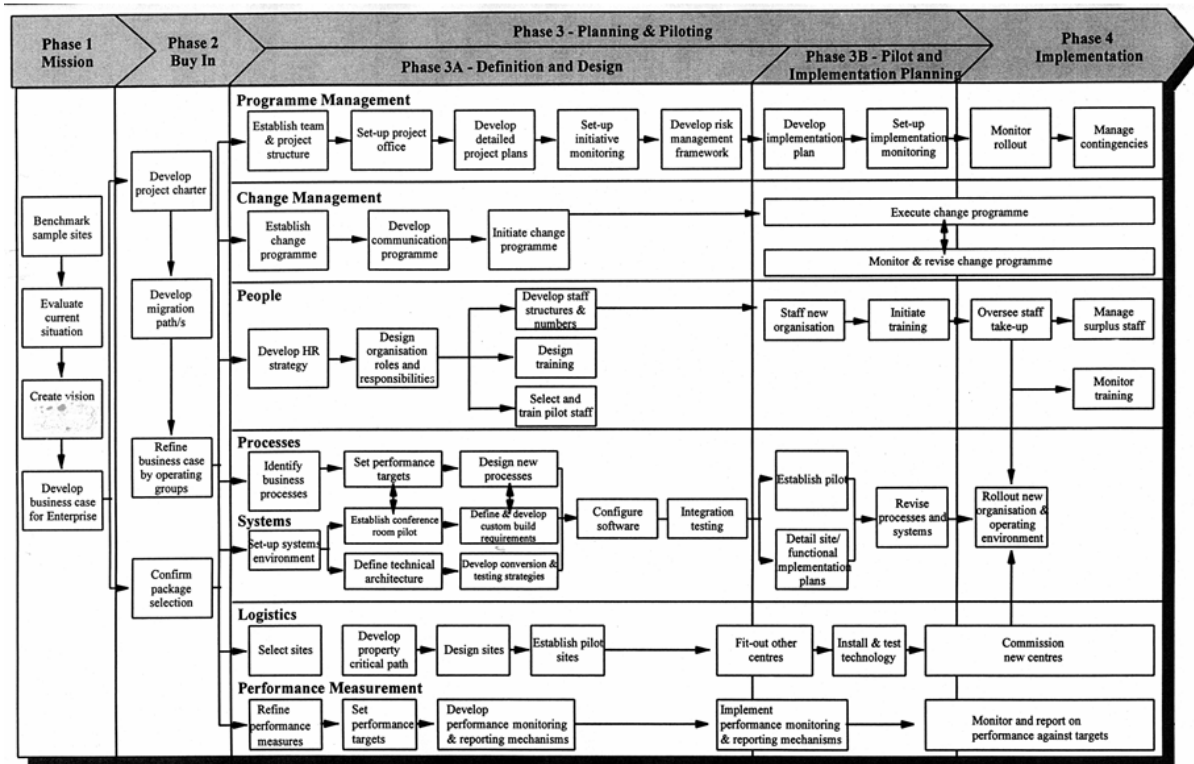 Phase 1
Mission
Phase 2
Buy In
Phase 3 - Planning & Piloting
Phase 3A - Definition and Design
Phase 3B - Pilot and
Implementation Planning
Phase 4
Implementation
Benchmark
sample sites
Evaluate
current
situation
Create vision
Develop
business case
for Enterprise
Develop
project charter
Develop
migration
path/s
Refine
business case
by operating
groups
Confirm
package
selection
Programme Management
Establish team
& project
structure
Set-up project
office
Develop
detailed
project plans
Set-up
initiative
monitoring
Develop risk
management
framework
Develop
implementation
plan
Set-up
implementation
monitoring
Monitor
rollout
Manage
contingencies
Change Management
Establish
change
programme
Develop
communication
programme
Initiate change
programme
Execute change programme
Monitor & revise change programme
People
Develop HR
strategy
Design
organisation
roles and
responsibilities
Develop staff
structures &
numbers
Design
training
Select and
train pilot staff
Staff new
organisation
Initiate
training
Oversee staff
take-up
Manage
surplus staff
Monitor
training
Processes
Identify
business
processes
Set performance
targets
Design new
processes
Systems
Set-up systems
environment
Establish conference
room pilot
Define & develop
custom build
requirements
Define technical
architecture
Develop conversion &
testing strategies
Configure
software
Integration
testing
Establish pilot
Detail site/
functional
implementation
plans
Revise
processes and
systems
Rollout new
organisation &
operating
environment
Logistics
Select sites
Develop
property
critical path
Design sites
Establish pilot
sites
Fit-out other
centres
Install & test
technology
Commission
new centres
Performance Measurement
Refine
performance
measures
Set
performance
targets
Develop
performance monitoring
& reporting mechanisms
Implement
performance monitoring
& reporting mechanisms
Monitor and report on
performance against targets